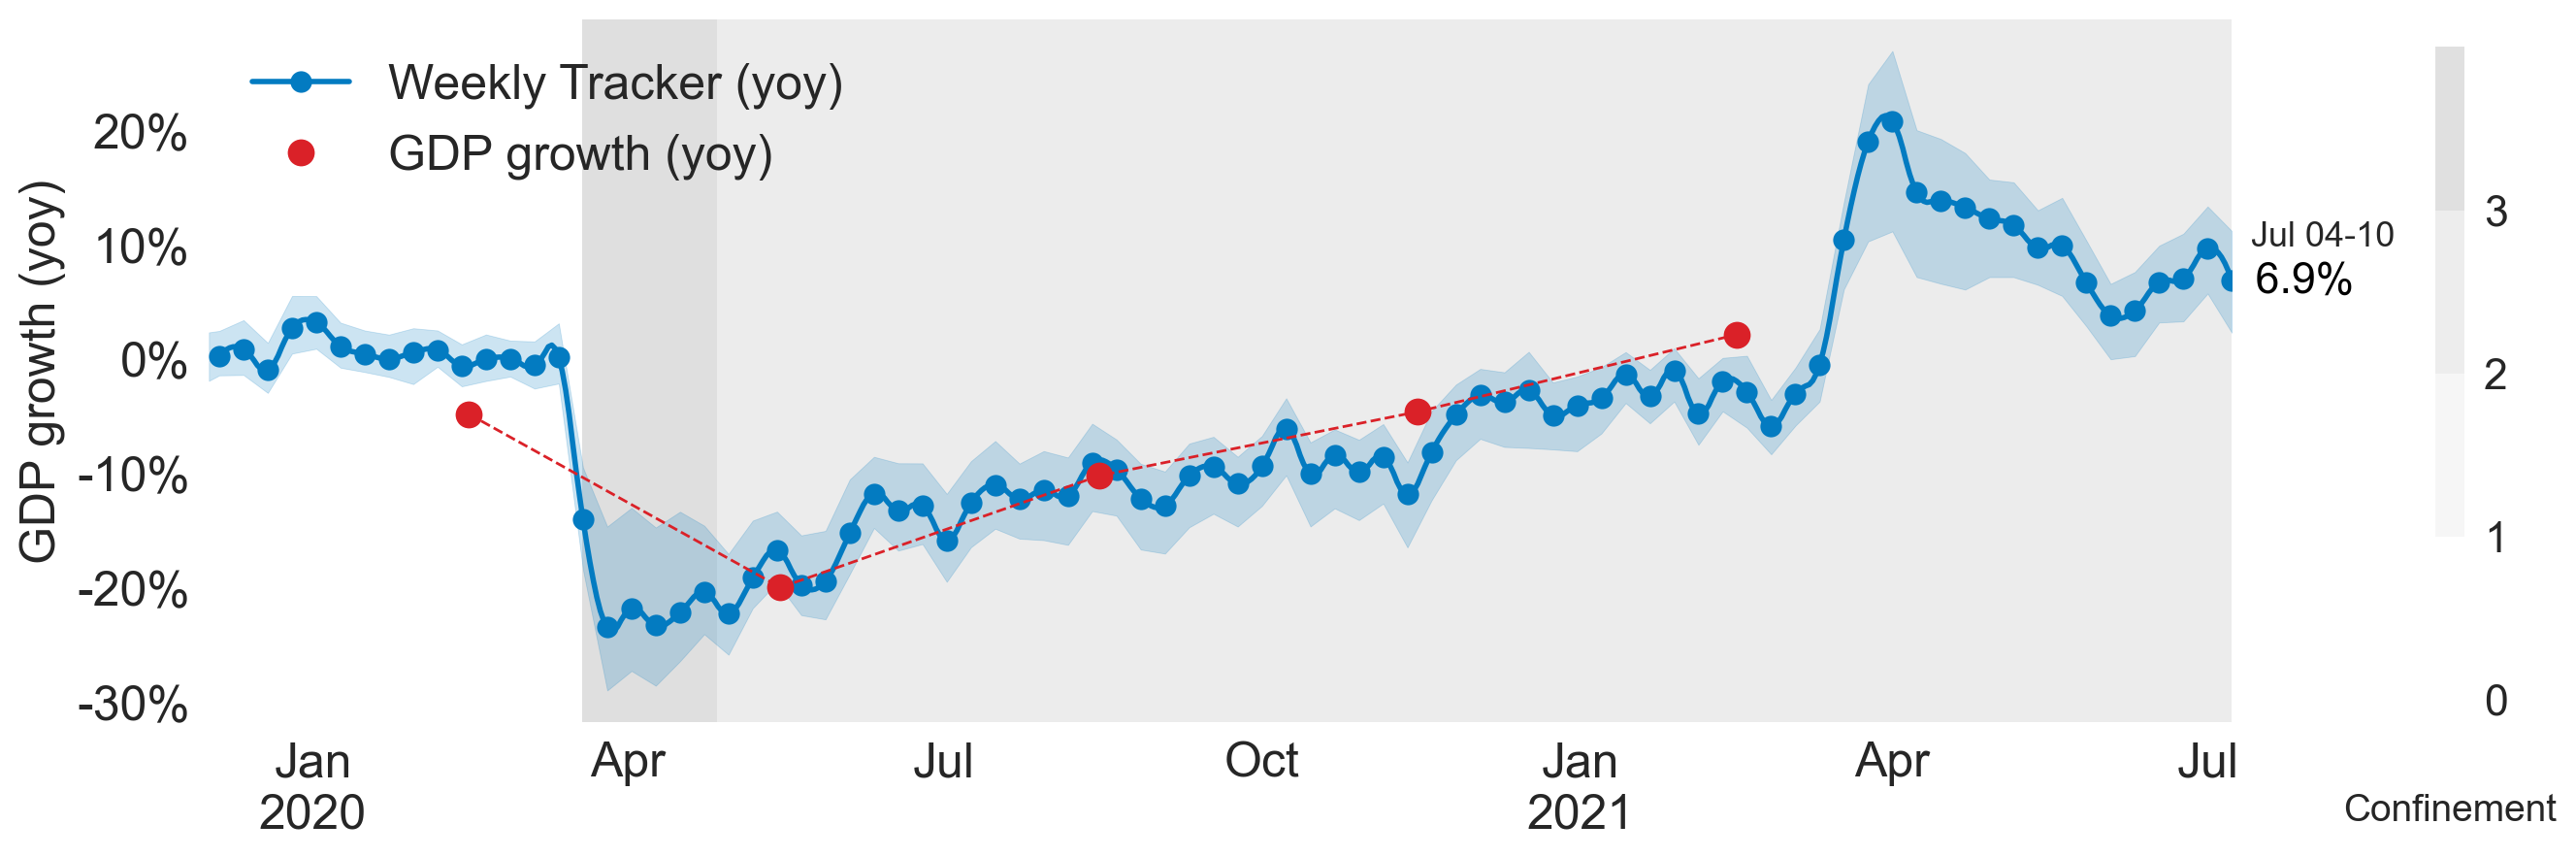 Weekly Tracker (yoy)
GDP growth (yoy)
GDP growth (yoy)
20%
10%
0%
-10%
-20%
-30%
Jan
2020
Apr
Jul
Oct
Jan
2021
Apr
Jul
Jul 04-10
6.9%
3
2
1
0
Confinement